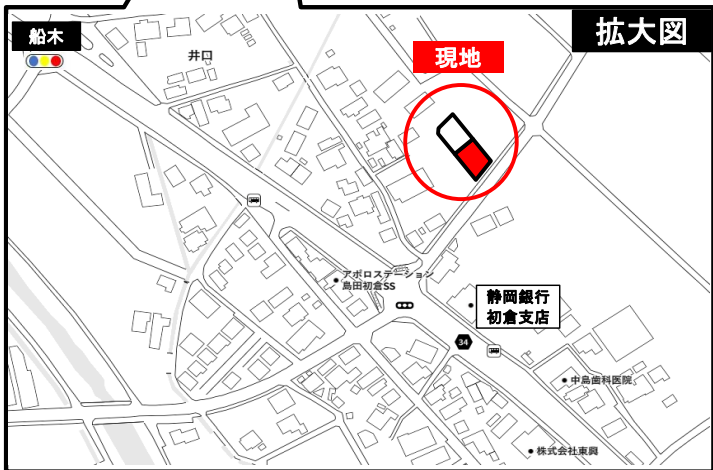 船木
拡大図
井口
現地
アポロステーション
島田初倉SS
静岡銀行
初倉支店
34
中島歯科医院
株式会社東興